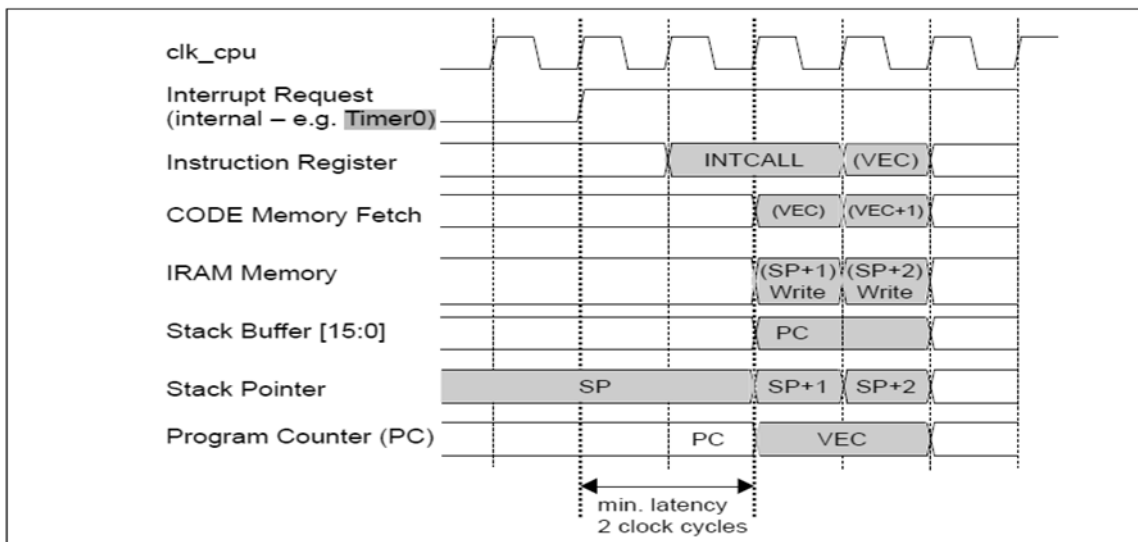 clk_cpu
Interrupt Request
(internal – e.g. Timer0)
Instruction Register
INTCALL
(VEC)
CODE Memory Fetch
(VEC)
(VEC+1)
IRAM Memory
(SP+1)
Write
(SP+2)
Write
Stack Buffer [15:0]
PC
Stack Pointer
SP
SP+1
SP+2
Program Counter (PC)
PC
VEC
min. latency
2 clock cycles